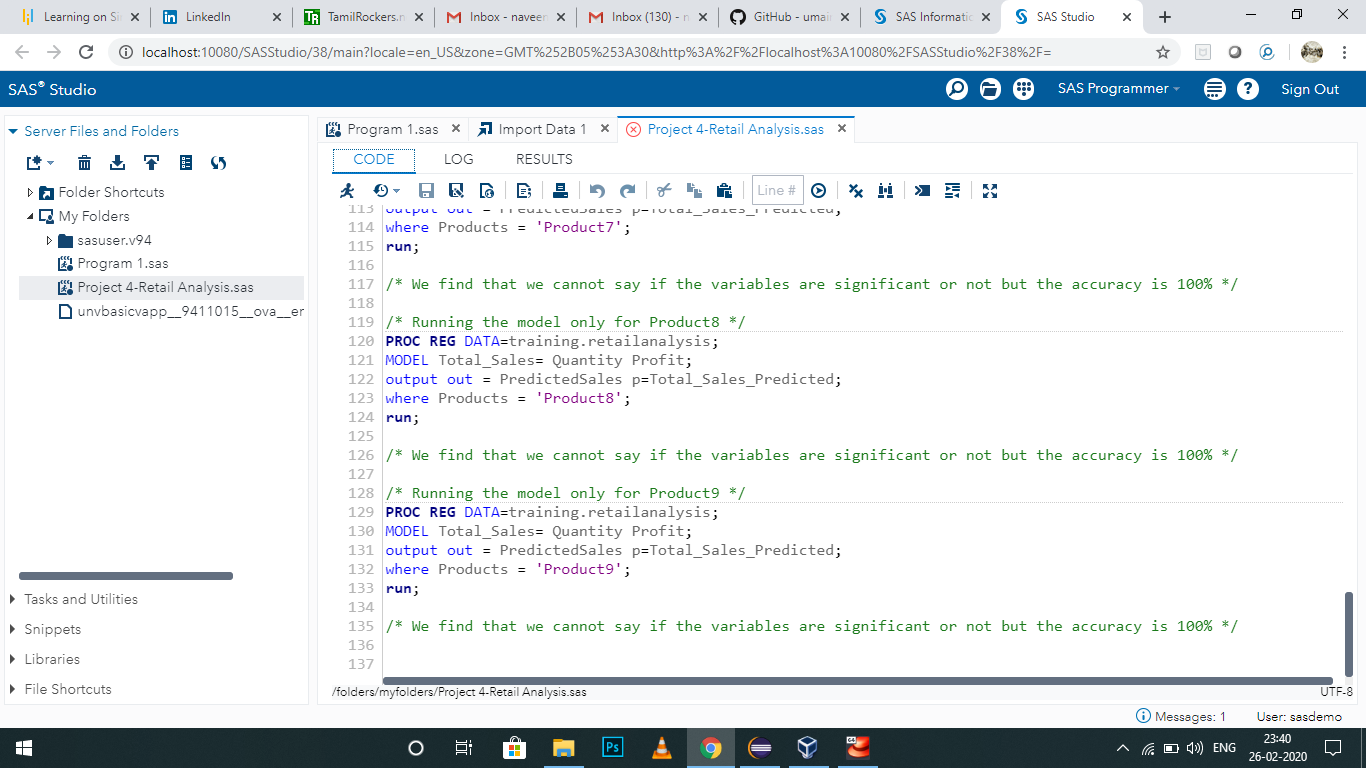 Learning on Si
LinkedIn
TamilRockers.n
Inbox - naveen
Inbox (130) - n
GitHub - umai
SAS Informatic
SAS Studio
localhost:10080/SASStudio/38/main?locale=en_US&zone=GMT%252B05%253A30&http%3A%2F%2Flocalhost%3A10080%2FSASStudio%2F38%2F=
SAS® Studio
SAS Programmer
Sign Out
Server Files and Folders
Folder Shortcuts
My Folders
sasuser.v94
Program 1.sas
Project 4-Retail Analysis.sas
unvbasicvapp__9411015__ova__er
Tasks and Utilities
Snippets
Libraries
File Shortcuts
Program 1.sas
Import Data 1
Project 4-Retail Analysis.sas
CODE
LOG
RESULTS
Line #
113 output out = PredictedSales p=Total_Sales_Predicted;
114 where Products = 'Product7';
115 run;
116
117 /* We find that we cannot say if the variables are significant or not but the accuracy is 100% */
118
119 /* Running the model only for Product8 */
120 PROC REG DATA=training.retailanalysis;
121 MODEL Total_Sales= Quantity Profit;
122 output out = PredictedSales p=Total_Sales_Predicted;
123 where Products = 'Product8';
124 run;
125
126 /* We find that we cannot say if the variables are significant or not but the accuracy is 100% */
127
128 /* Running the model only for Product9 */
129 PROC REG DATA=training.retailanalysis;
130 MODEL Total_Sales= Quantity Profit;
131 output out = PredictedSales p=Total_Sales_Predicted;
132 where Products = 'Product9';
133 run;
134
135 /* We find that we cannot say if the variables are significant or not but the accuracy is 100% */
136
137
/folders/myfolders/Project 4-Retail Analysis.sas
UTF-8
Messages: 1
User: sasdemo
Ps
64
ENG
23:40
26-02-2020